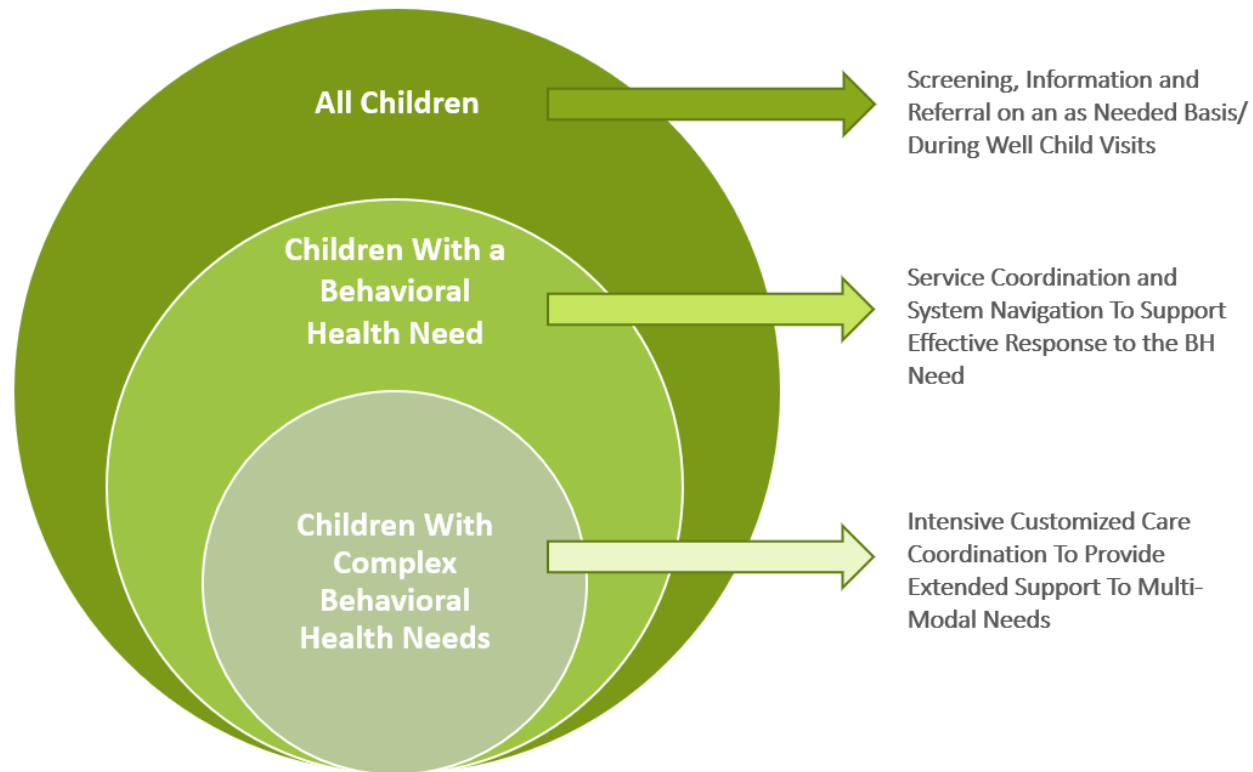 All Children
Screening, Information and
Referral on an as Needed Basis/
During Well Child Visits
Children With a
Behavioral
Health Need
Service Coordination and
System Navigation To Support
Effective Response to the BH
Need
Children With
Complex
Behavioral
Health Needs
Intensive Customized Care
Coordination To Provide
Extended Support To Multi-
Modal Needs